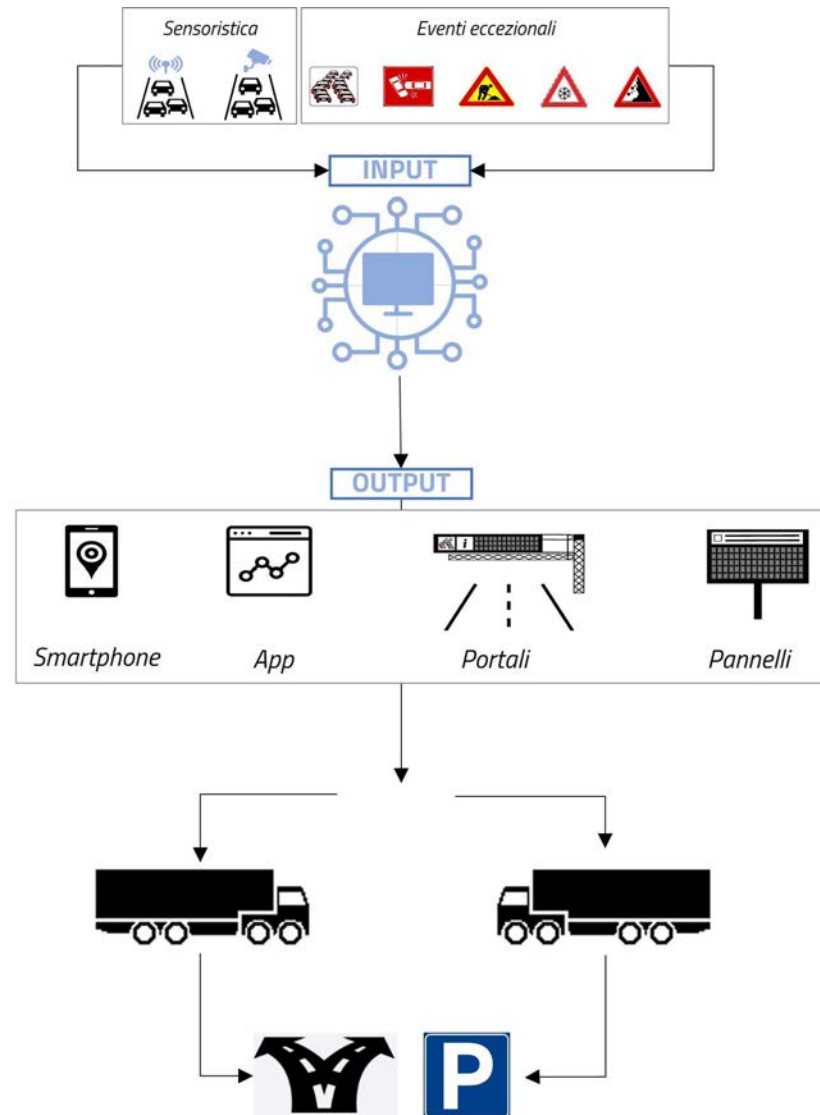 Sensoristica
Eventi eccezionali
INPUT
OUTPUT
i
Smartphone
App
Portali
Pannelli
P